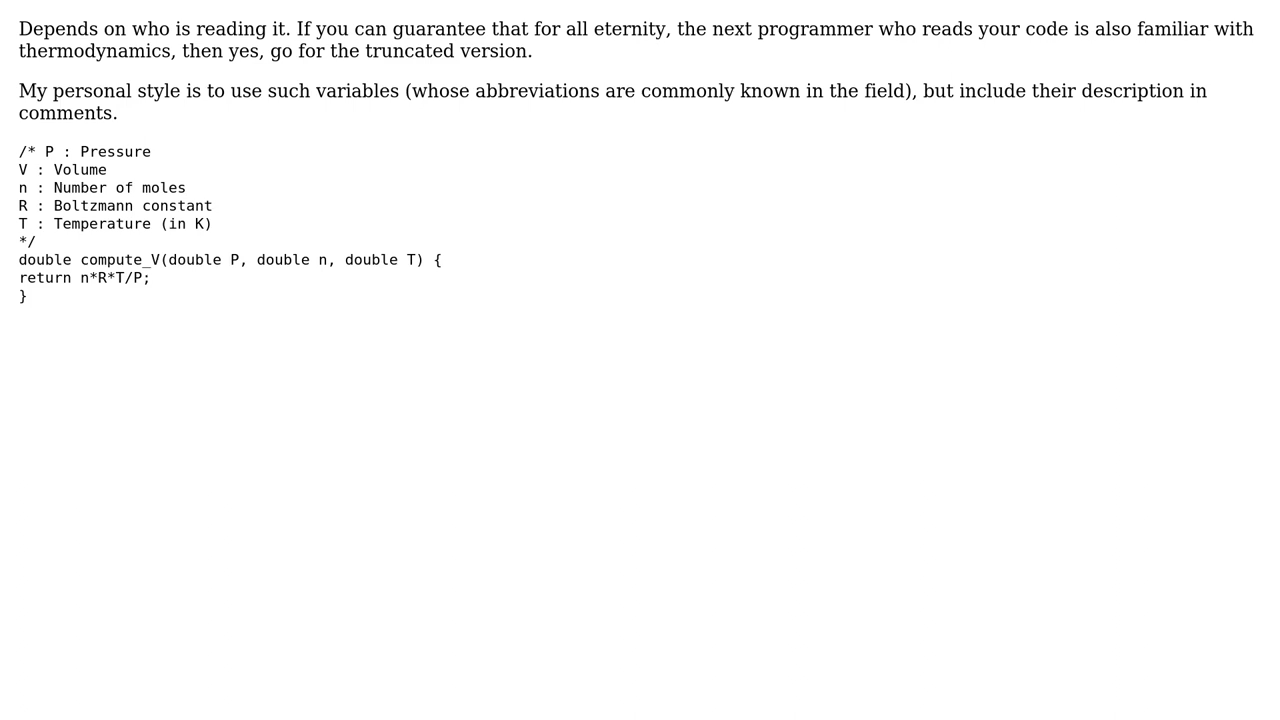 Depends on who is reading it. If you can guarantee that for all eternity, the next programmer who reads your code is also familiar with
thermodynamics, then yes, go for the truncated version.
My personal style is to use such variables (whose abbreviations are commonly known in the field), but include their description in
comments.
/* P : Pressure
V : Volume
n : Number of moles
R : Boltzmann constant
T : Temperature (in K)
*/
double compute_V(double P, double n, double T) {
return n*R*T/P;
}